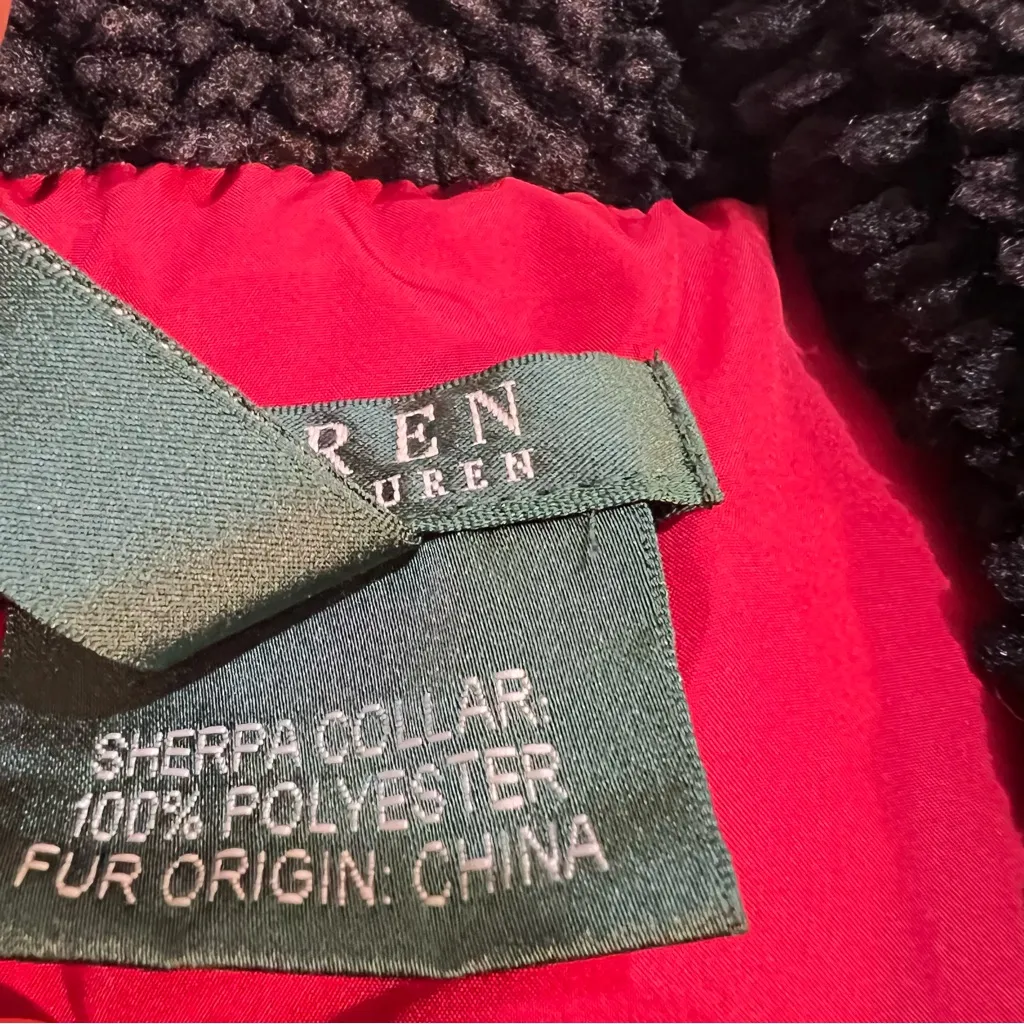 REN
UREN
SHERPA COLLAR:
100% POLYESTER
FUR ORIGIN: CHINA